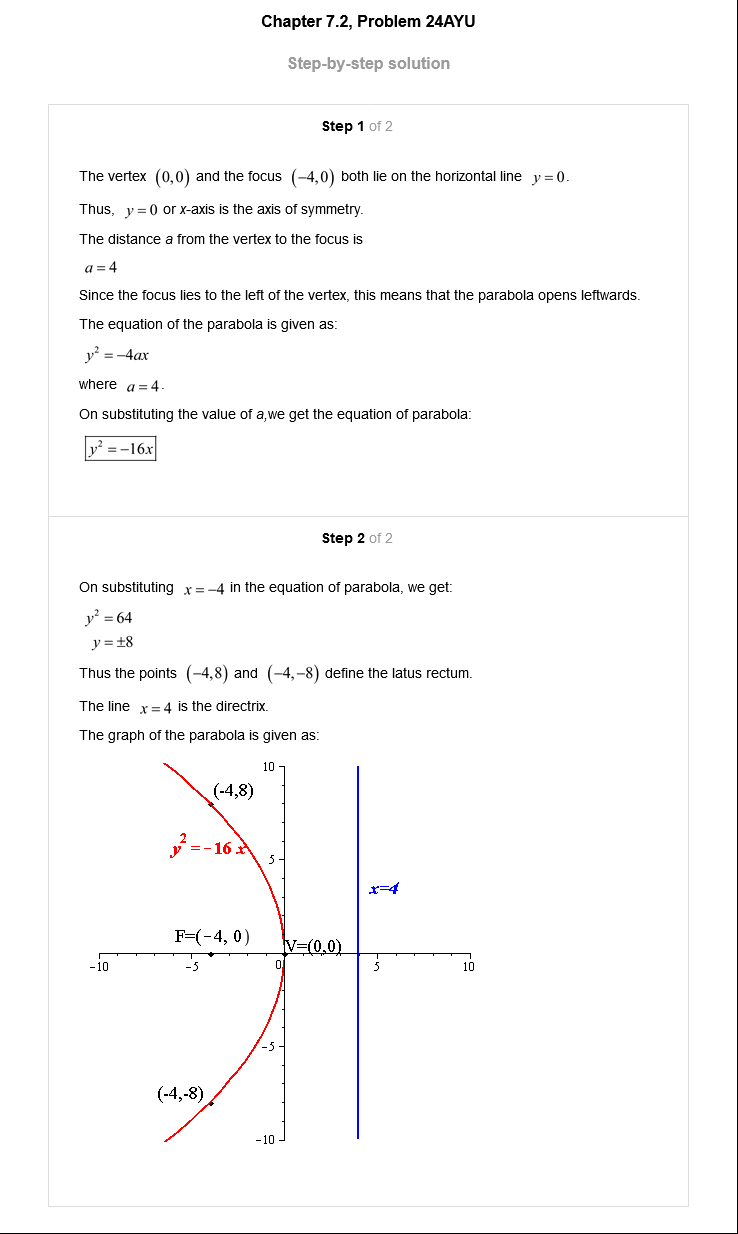 Chapter 7.2, Problem 24AYU
Step-by-step solution
Step 1 of 2
The vertex (0,0) and the focus (−4,0) both lie on the horizontal line y = 0.
Thus, y = 0 or x-axis is the axis of symmetry.
The distance a from the vertex to the focus is
a = 4
Since the focus lies to the left of the vertex, this means that the parabola opens leftwards.
The equation of the parabola is given as:
y² = −4ax
where a = 4.
On substituting the value of a,we get the equation of parabola:
y² = −16x
Step 2 of 2
On substituting x = −4 in the equation of parabola, we get:
y² = 64
y = ±8
Thus the points (−4,8) and (−4,−8) define the latus rectum.
The line x = 4 is the directrix.
The graph of the parabola is given as:
10
(-4,8)
y² = − 16 x
5
x=4
F=(−4, 0)
V=(0,0)
−10 −5 0 5 10
−5
(-4,-8)
−10